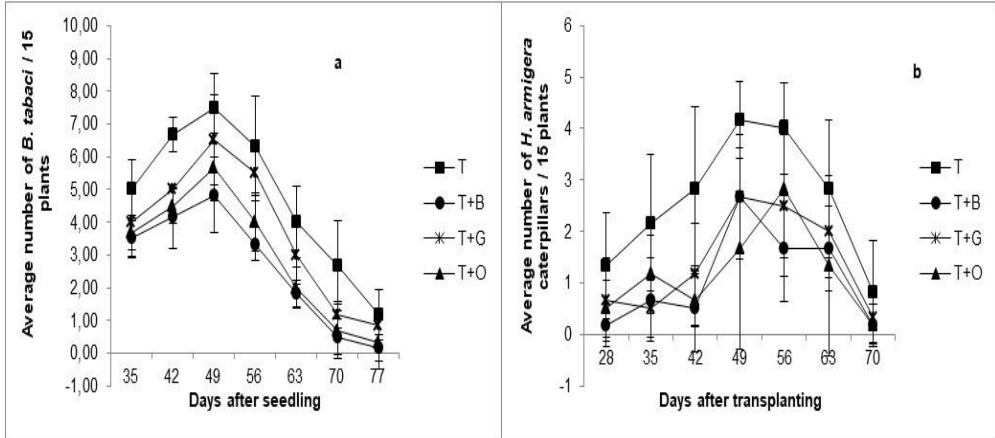 Average number of B. tabaci / 15
plants
10,00
9,00
8,00
7,00
6,00
5,00
4,00
3,00
2,00
1,00
0,00
-1,00
35 42 49 56 63 70 77
Days after seedling
a
T
T+B
T+G
T+O
Average number of H. armigera
caterpillars / 15 plants
6
5
4
3
2
1
0
-1
28 35 42 49 56 63 70
Days after transplanting
b
T
T+B
T+G
T+O